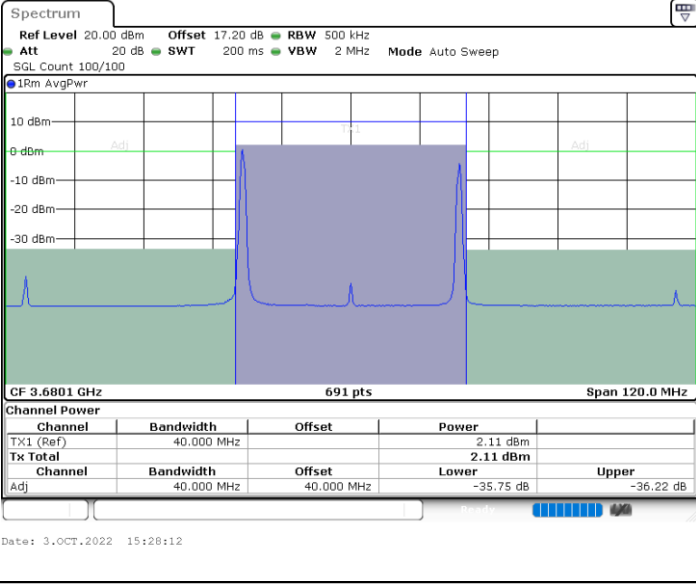 Spectrum
Ref Level 20.00 dBm Offset 17.20 dB RBW 500 kHz
Att 20 dB SWT 200 ms VBW 2 MHz Mode Auto Sweep
SGL Count 100/100
1Rm AvgPwr
10 dBm
TX1
Adj
Adj
0 dBm
-10 dBm
-20 dBm
-30 dBm
CF 3.6801 GHz 691 pts Span 120.0 MHz
Channel Power
Channel Bandwidth Offset Power
TX1 (Ref) 40.000 MHz 2.11 dBm
Tx Total 2.11 dBm
Channel Bandwidth Offset Lower Upper
Adj 40.000 MHz 40.000 MHz -35.75 dB -36.22 dB
Ready
Date: 3.OCT.2022 15:28:12